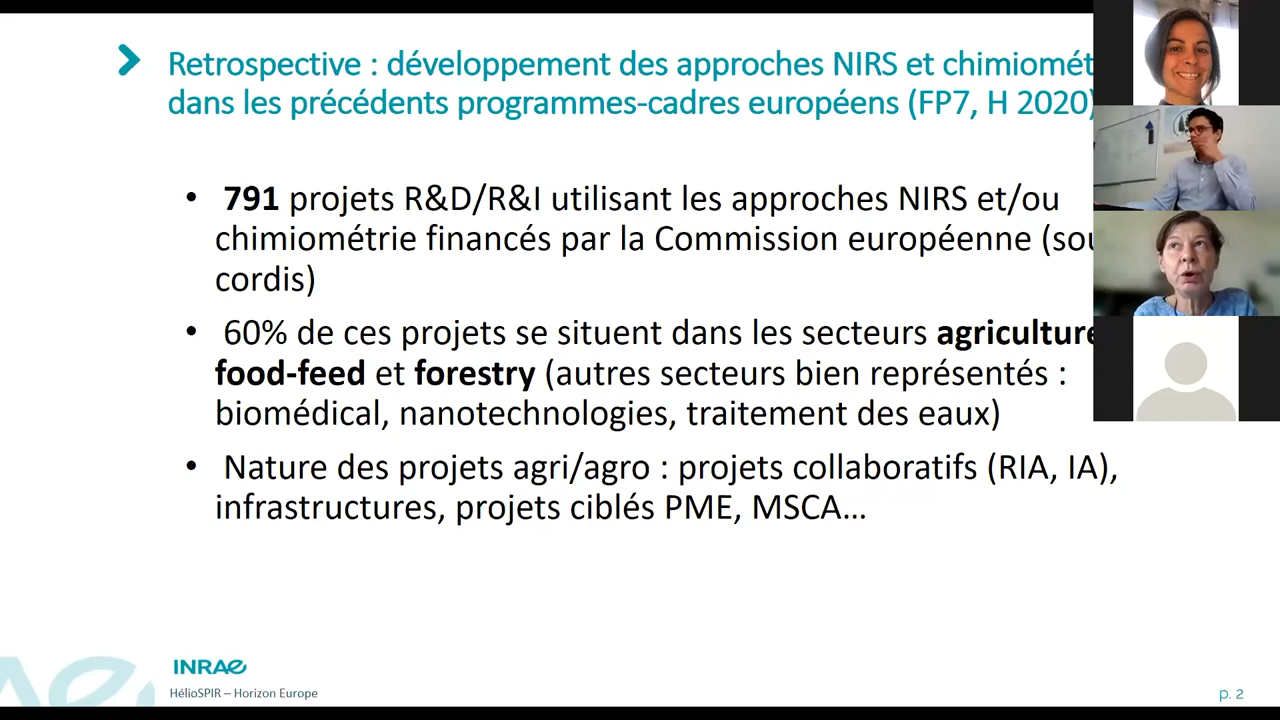 Retrospective : développement des approches NIRS et chimiomét
dans les précédents programmes-cadres européens (FP7, H 2020)
• 791 projets R&D/R&I utilisant les approches NIRS et/ou
chimiométrie financés par la Commission européenne (sou
cordis)
• 60% de ces projets se situent dans les secteurs agriculture
food-feed et forestry (autres secteurs bien représentés :
biomédical, nanotechnologies, traitement des eaux)
• Nature des projets agri/agro : projets collaboratifs (RIA, IA),
infrastructures, projets ciblés PME, MSCA…
INRAE
HélioSPIR – Horizon Europe
p. 2